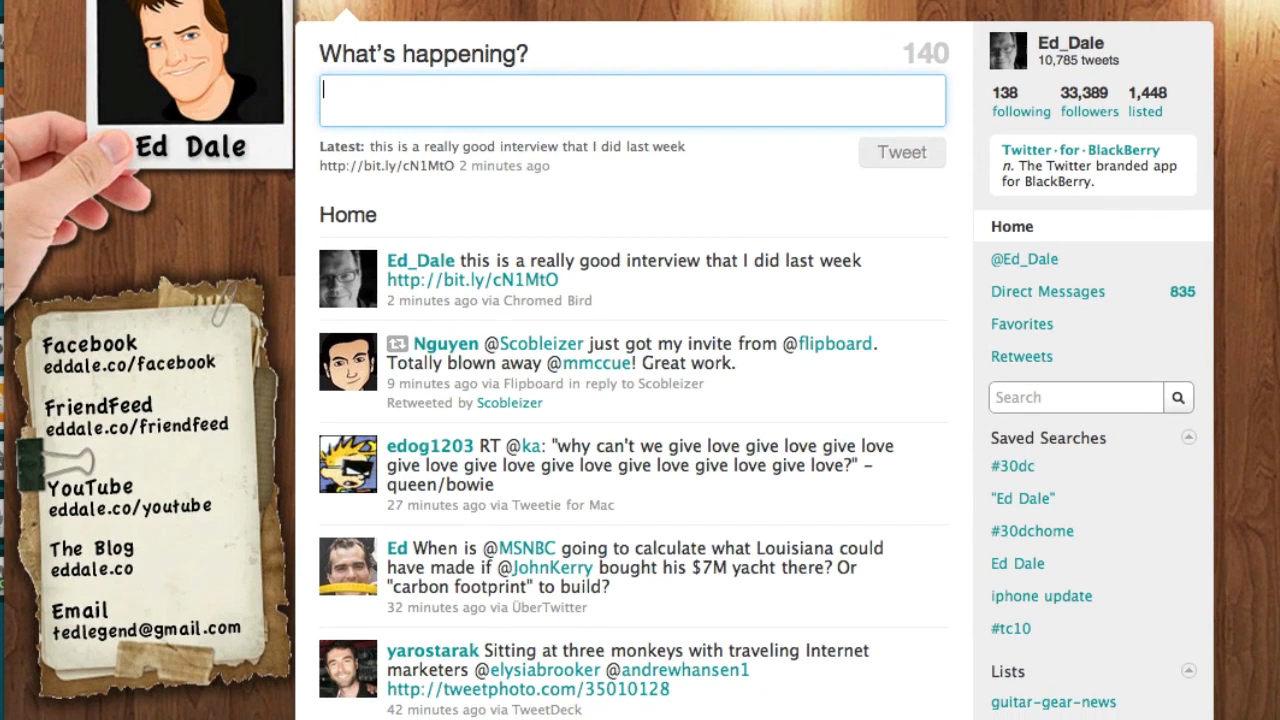 Ed Dale
Facebook
eddale.co/facebook
FriendFeed
eddale.co/friendfeed
YouTube
eddale.co/youtube
The Blog
eddale.co
Email
tedlegend@gmail.com
What's happening?
140
Latest: this is a really good interview that I did last week
http://bit.ly/cN1MtO 2 minutes ago
Tweet
Home
Ed_Dale this is a really good interview that I did last week
http://bit.ly/cN1MtO
2 minutes ago via Chromed Bird
Nguyen @Scobleizer just got my invite from @flipboard.
Totally blown away @mmccue! Great work.
9 minutes ago via Flipboard in reply to Scobleizer
Retweeted by Scobleizer
edog1203 RT @ka: "why can't we give love give love give love
give love give love give love give love give love give love?" -
queen/bowie
27 minutes ago via Tweetie for Mac
Ed When is @MSNBC going to calculate what Louisiana could
have made if @JohnKerry bought his $7M yacht there? Or
"carbon footprint" to build?
32 minutes ago via ÜberTwitter
yarostarak Sitting at three monkeys with traveling Internet
marketers @elysiabrooker @andrewhansen1
http://tweetphoto.com/35010128
42 minutes ago via TweetDeck
Ed_Dale
10,785 tweets
138 33,389 1,448
following followers listed
Twitter·for·BlackBerry
n. The Twitter branded app
for BlackBerry.
Home
@Ed_Dale
Direct Messages 835
Favorites
Retweets
Search
Saved Searches
#30dc
"Ed Dale"
#30dchome
Ed Dale
iphone update
#tc10
Lists
guitar-gear-news